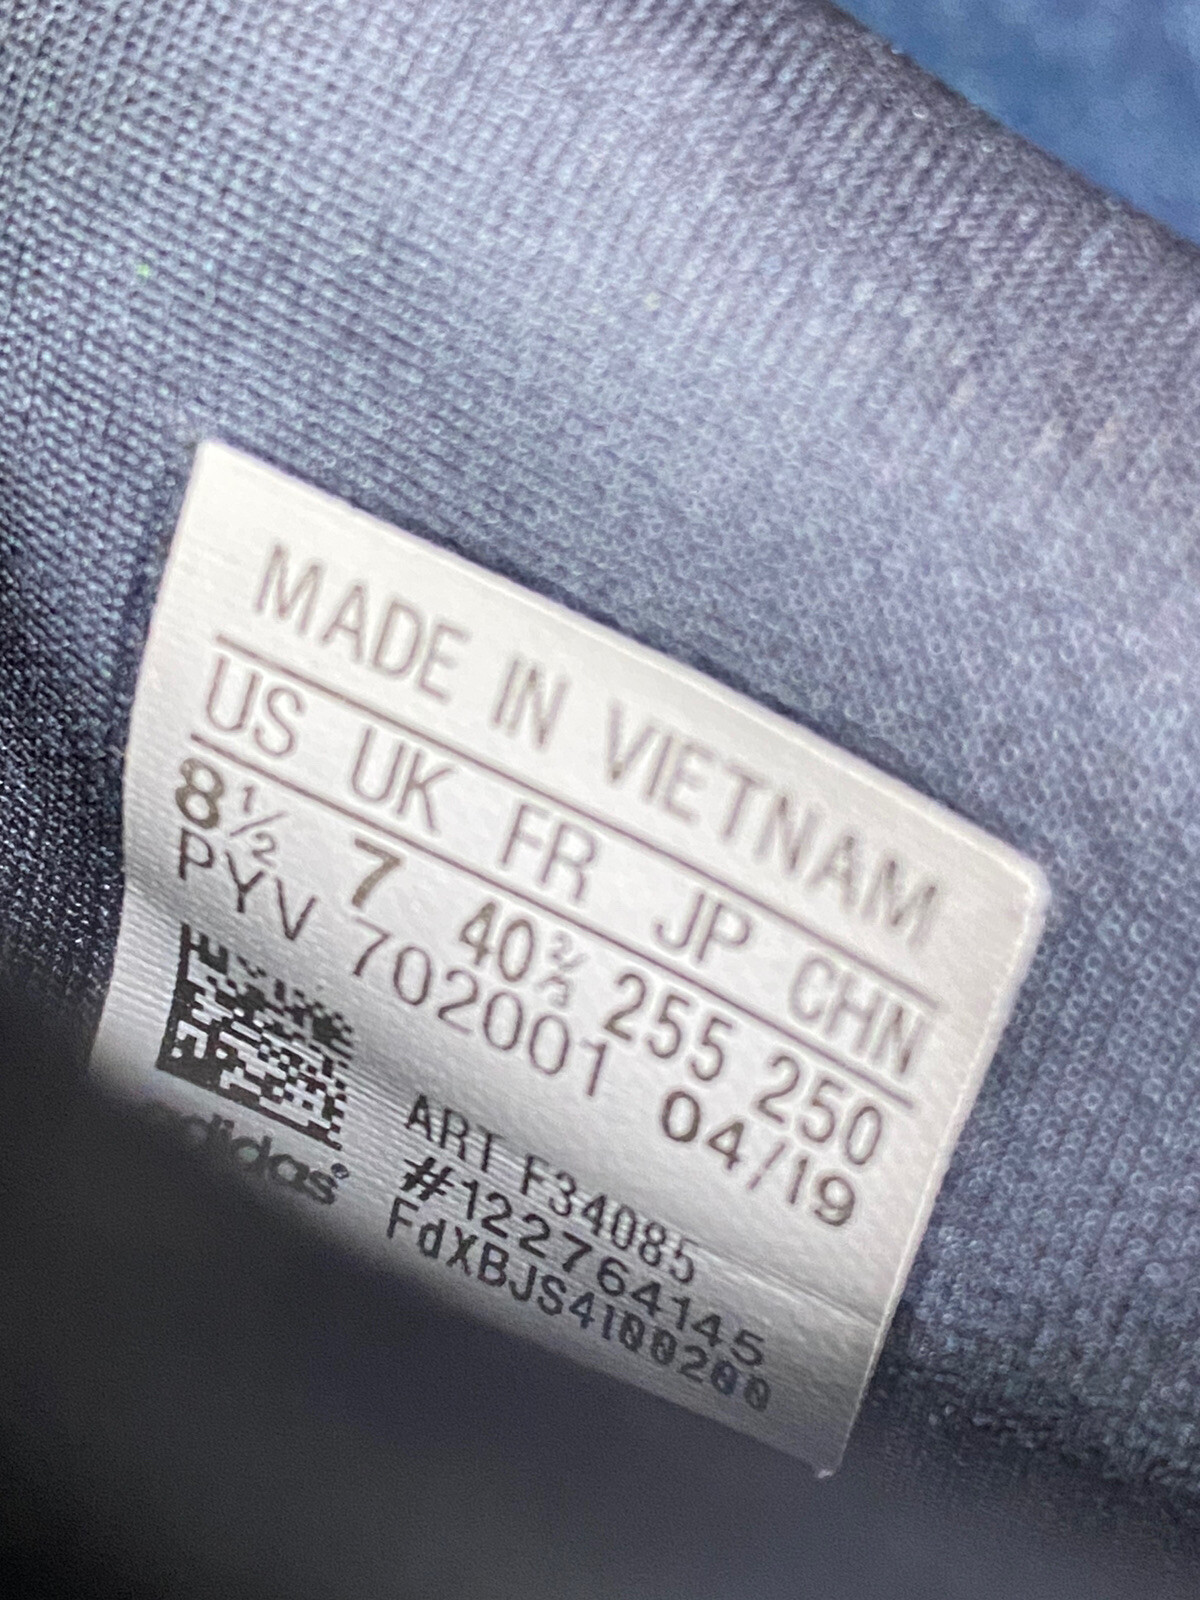 MADE IN VIETNAM
US UK FR JP CHN
8½ 7 40⅔ 255 250
PYV 702001 04/19
ART F34085
#122764145
FdXBJS4100200
adidas®